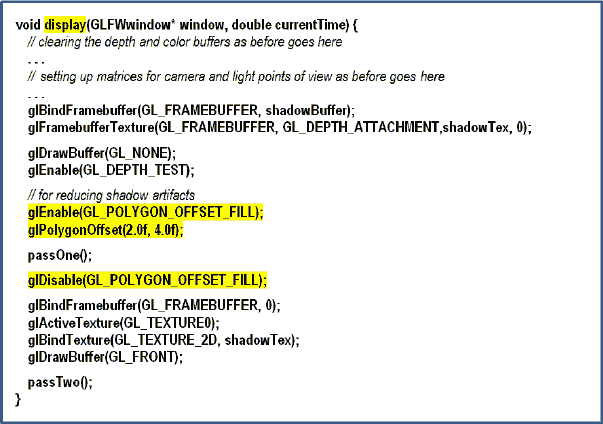 void display(GLFWwindow* window, double currentTime) {
// clearing the depth and color buffers as before goes here
. . .
// setting up matrices for camera and light points of view as before goes here
. . .
glBindFramebuffer(GL_FRAMEBUFFER, shadowBuffer);
glFramebufferTexture(GL_FRAMEBUFFER, GL_DEPTH_ATTACHMENT,shadowTex, 0);
glDrawBuffer(GL_NONE);
glEnable(GL_DEPTH_TEST);
// for reducing shadow artifacts
glEnable(GL_POLYGON_OFFSET_FILL);
glPolygonOffset(2.0f, 4.0f);
passOne();
glDisable(GL_POLYGON_OFFSET_FILL);
glBindFramebuffer(GL_FRAMEBUFFER, 0);
glActiveTexture(GL_TEXTURE0);
glBindTexture(GL_TEXTURE_2D, shadowTex);
glDrawBuffer(GL_FRONT);
passTwo();
}